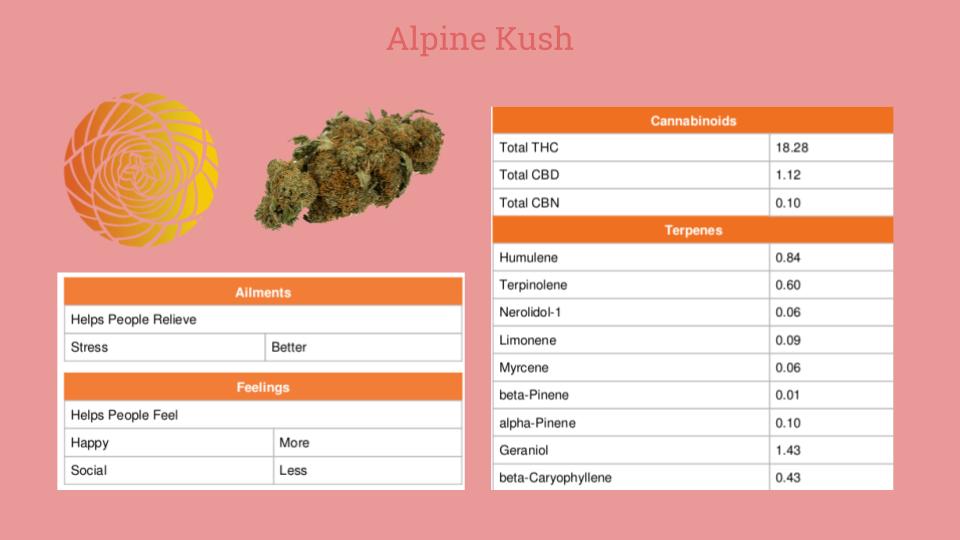 Alpine Kush
Ailments
Helps People Relieve
Stress Better
Feelings
Helps People Feel
Happy More
Social Less
Cannabinoids
Total THC 18.28
Total CBD 1.12
Total CBN 0.10
Terpenes
Humulene 0.84
Terpinolene 0.60
Nerolidol-1 0.06
Limonene 0.09
Myrcene 0.06
beta-Pinene 0.01
alpha-Pinene 0.10
Geraniol 1.43
beta-Caryophyllene 0.43